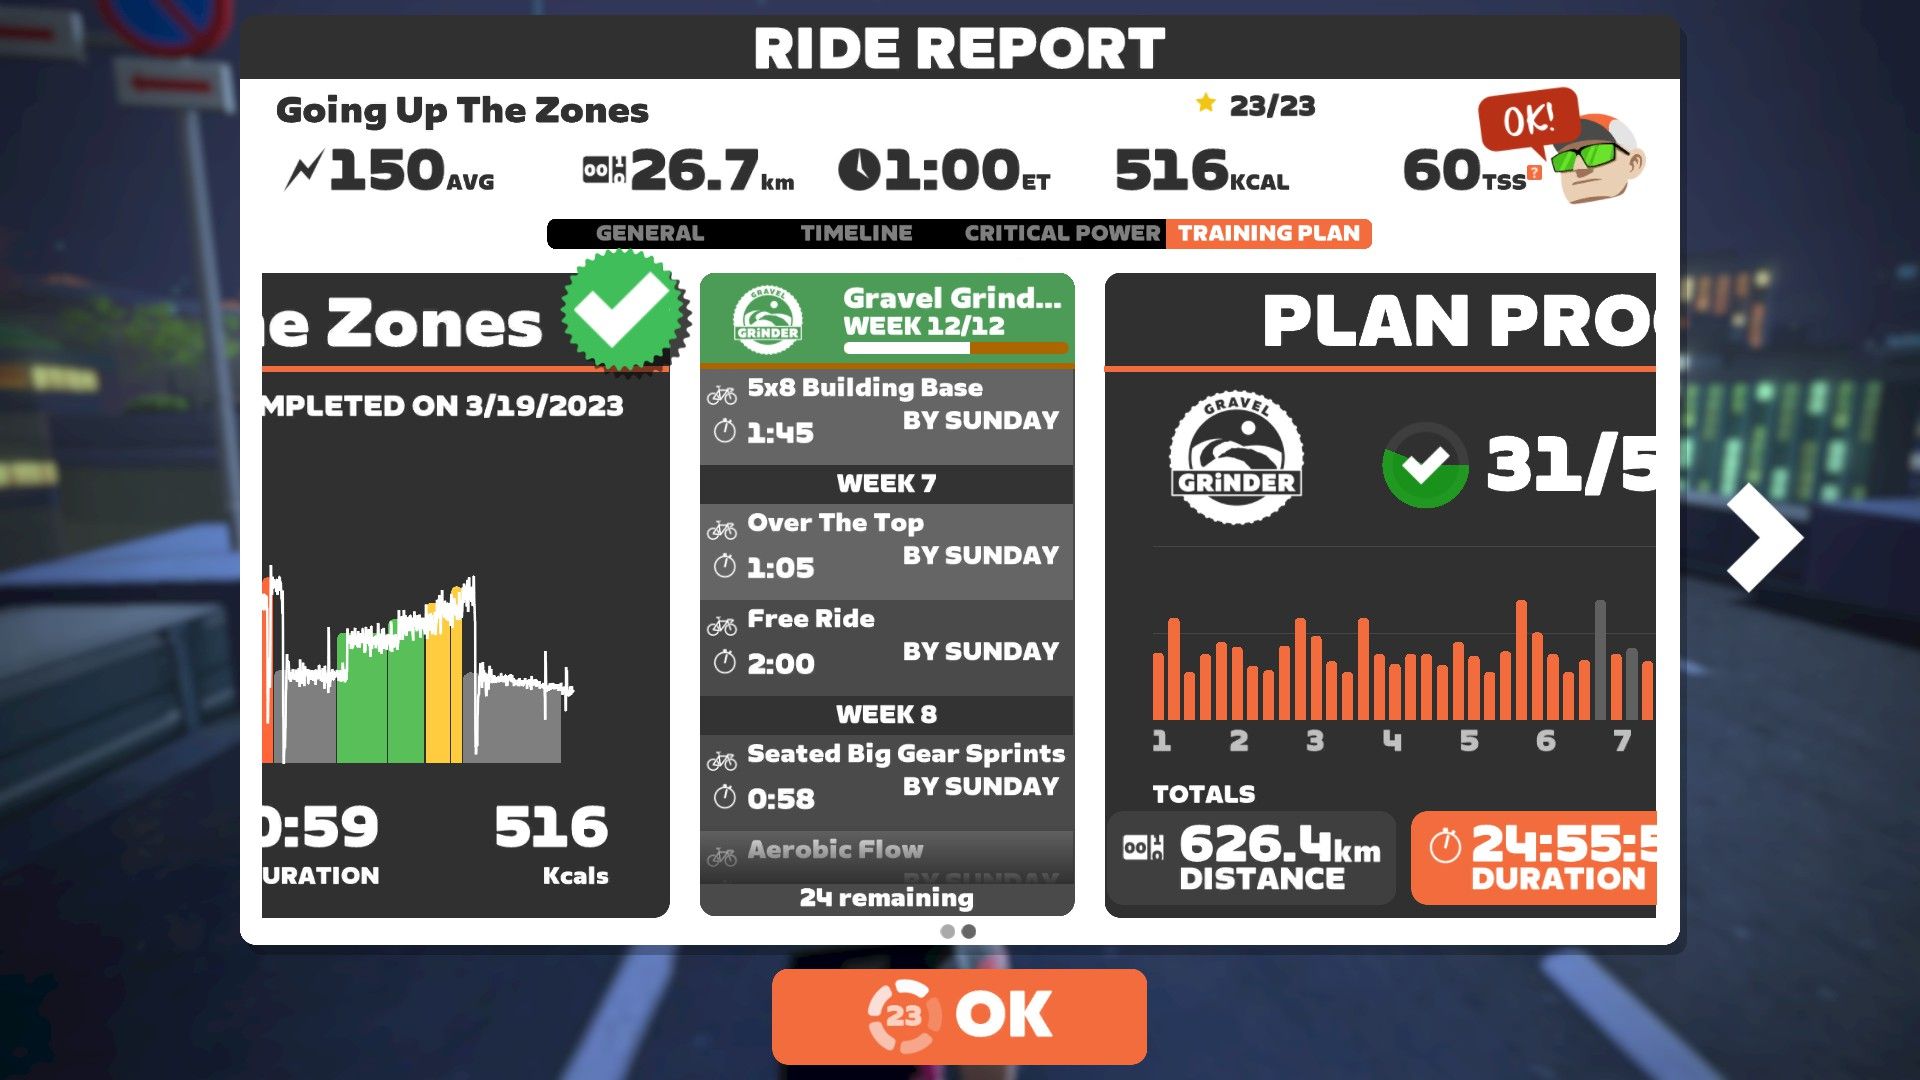 RIDE REPORT
Going Up The Zones
23/23
OK!
150AVG
26.7km
1:00ET
516KCAL
60TSS?
GENERAL
TIMELINE
CRITICAL POWER
TRAINING PLAN
e Zones
MPLETED ON 3/19/2023
0:59
URATION
516
Kcals
GRAVEL
GRiNDER
Gravel Grind...
WEEK 12/12
5x8 Building Base
BY SUNDAY
1:45
WEEK 7
Over The Top
BY SUNDAY
1:05
Free Ride
BY SUNDAY
2:00
WEEK 8
Seated Big Gear Sprints
BY SUNDAY
0:58
Aerobic Flow
BY SUNDAY
24 remaining
PLAN PRO
GRAVEL
GRiNDER
31/5
1 2 3 4 5 6 7
TOTALS
626.4km
DISTANCE
24:55:5
DURATION
23 OK